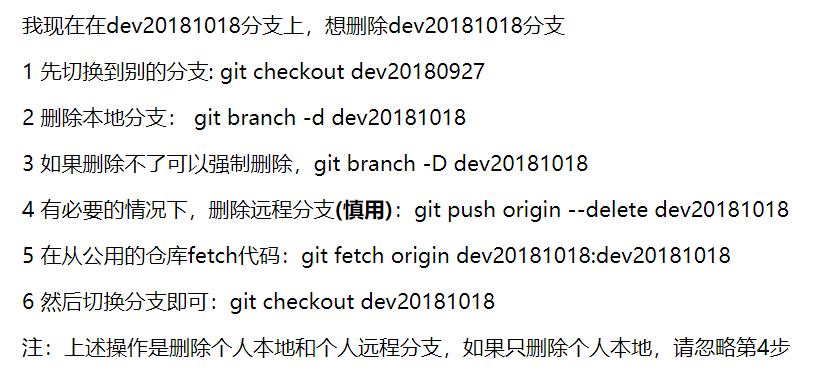 我现在在dev20181018分支上，想删除dev20181018分支
1 先切换到别的分支: git checkout dev20180927
2 删除本地分支： git branch -d dev20181018
3 如果删除不了可以强制删除，git branch -D dev20181018
4 有必要的情况下，删除远程分支(慎用)：git push origin --delete dev20181018
5 在从公用的仓库fetch代码：git fetch origin dev20181018:dev20181018
6 然后切换分支即可：git checkout dev20181018
注：上述操作是删除个人本地和个人远程分支，如果只删除个人本地，请忽略第4步